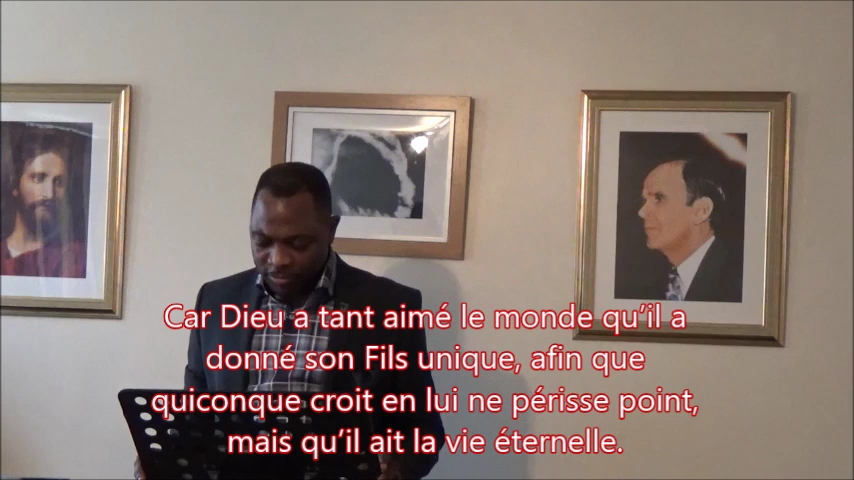 Car Dieu a tant aimé le monde qu’il a
donné son Fils unique, afin que
quiconque croit en lui ne périsse point,
mais qu’il ait la vie éternelle.